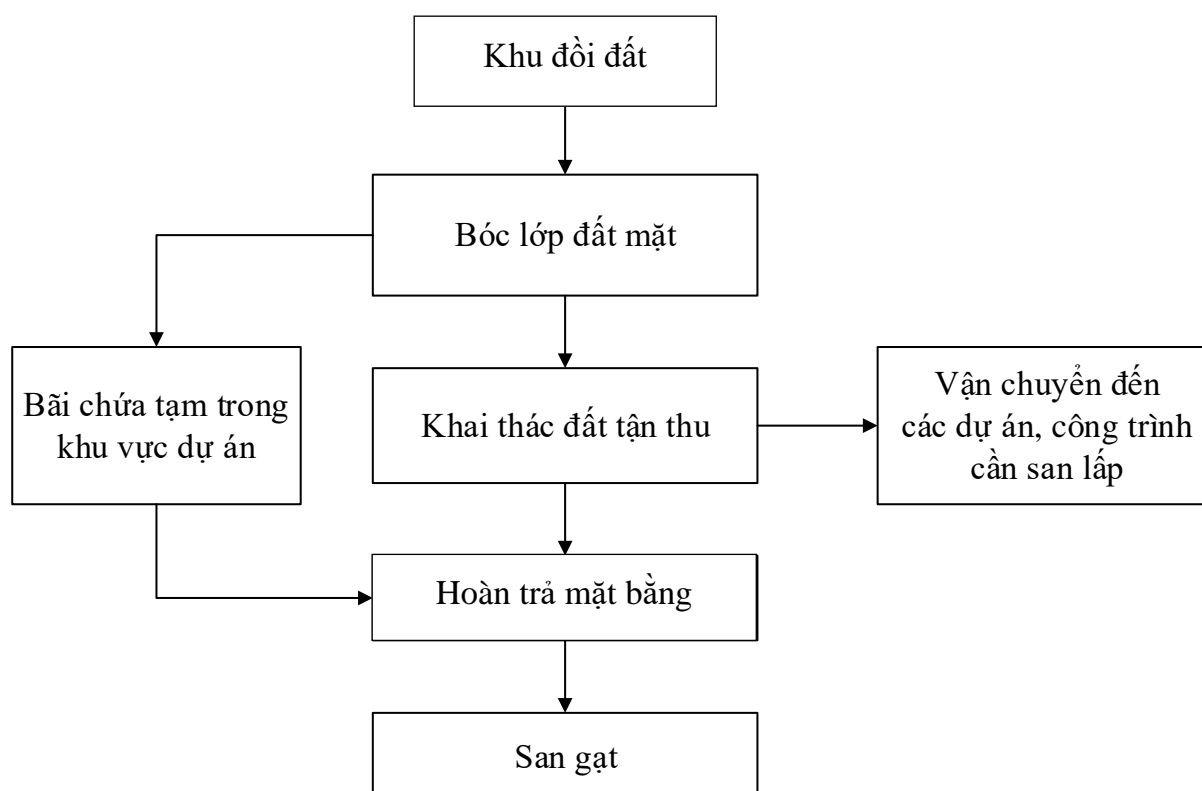 Khu đồi đất
Bóc lớp đất mặt
Bãi chứa tạm trong
khu vực dự án
Khai thác đất tận thu
Vận chuyển đến
các dự án, công trình
cần san lấp
Hoàn trả mặt bằng
San gạt